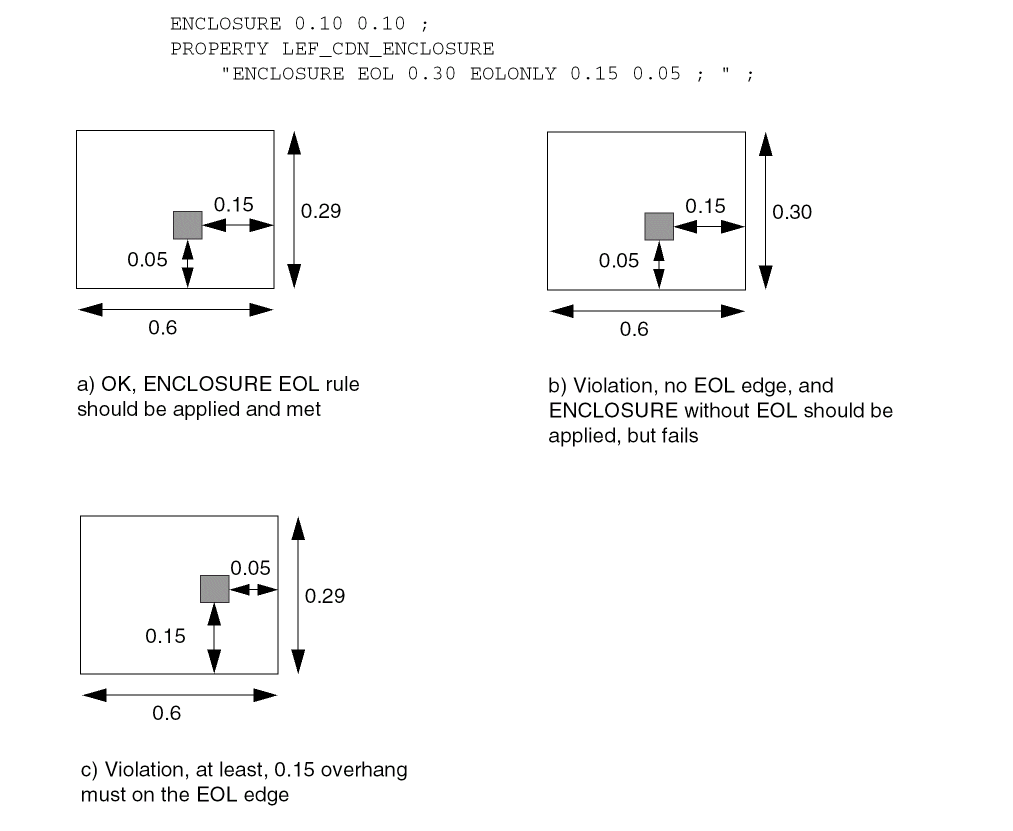 ENCLOSURE 0.10 0.10 ;
PROPERTY LEF_CDN_ENCLOSURE
"ENCLOSURE EOL 0.30 EOLONLY 0.15 0.05 ; " ;
0.15
0.29
0.05
0.6
a) OK, ENCLOSURE EOL rule
should be applied and met
0.15
0.30
0.05
0.6
b) Violation, no EOL edge, and
ENCLOSURE without EOL should be
applied, but fails
0.05
0.29
0.15
0.6
c) Violation, at least, 0.15 overhang
must on the EOL edge